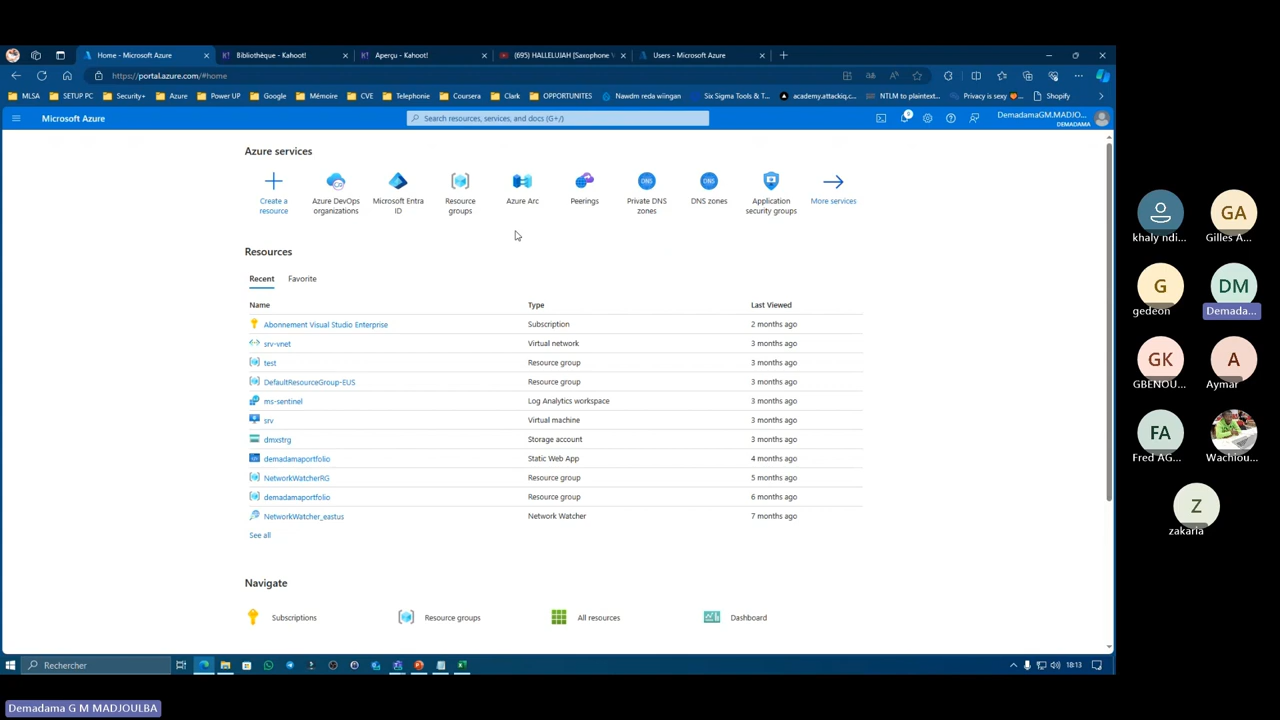 Home - Microsoft Azure
Bibliothèque - Kahoot!
Aperçu - Kahoot!
(695) HALLELUJAH [Saxophone V
Users - Microsoft Azure
https://portal.azure.com/#home
MLSA
SETUP PC
Security+
Azure
Power UP
Google
Mémoire
CVE
Telephonie
Coursera
Clark
OPPORTUNITES
Nawdm reda wiingan
Six Sigma Tools & T...
academy.attackiq.c...
NTLM to plaintext...
Privacy is sexy
Shopify
Microsoft Azure
Search resources, services, and docs (G+/)
DemadamaGM.MADJO...
DEMADAMA
Azure services
Create a resource
Azure DevOps organizations
Microsoft Entra ID
Resource groups
Azure Arc
Peerings
DNS
Private DNS zones
DNS
DNS zones
Application security groups
More services
Resources
Recent Favorite
Name Type Last Viewed
Abonnement Visual Studio Enterprise Subscription 2 months ago
srv-vnet Virtual network 3 months ago
test Resource group 3 months ago
DefaultResourceGroup-EUS Resource group 3 months ago
ms-sentinel Log Analytics workspace 3 months ago
srv Virtual machine 3 months ago
dmxstrg Storage account 3 months ago
demadamaportfolio Static Web App 4 months ago
NetworkWatcherRG Resource group 5 months ago
demadamaportfolio Resource group 6 months ago
NetworkWatcher_eastus Network Watcher 7 months ago
See all
Navigate
Subscriptions
Resource groups
All resources
Dashboard
Rechercher
18:13
khaly ndi...
GA
Gilles A...
G
gedeon
DM
Demada...
GK
GBENOU...
A
Aymar
FA
Fred AG...
Wachiou...
Z
zakaria
Demadama G M MADJOULBA